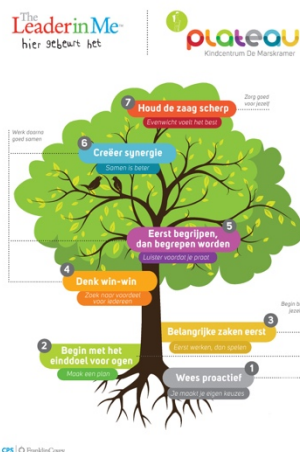 The
Leader in Me
hier gebeurt het
plateau
Kindcentrum De Marskramer
Zorg goed
voor jezelf
7
Houd de zaag scherp
Evenwicht voelt het best
Werk daarna
goed samen
6
Creëer synergie
Samen is beter
5
Eerst begrijpen,
dan begrepen worden
Luister voordat je praat
4
Denk win-win
Zoek naar voordeel
voor iedereen
Begin b
3
Belangrijke zaken eerst
Eerst werken, dan spelen
2
Begin met het
einddoel voor ogen
Maak een plan
1
Wees proactief
Je maakt je eigen keuzes
CPS
FranklinCovey